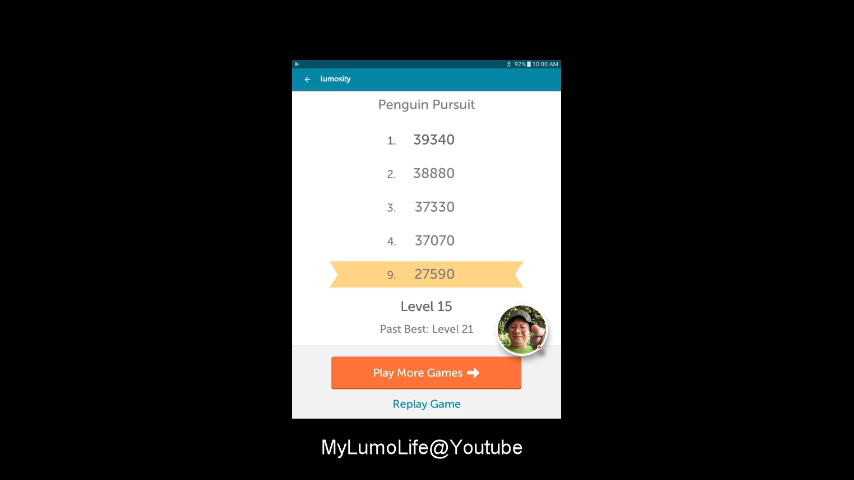 92% 10:00 AM
lumosity
Penguin Pursuit
1. 39340
2. 38880
3. 37330
4. 37070
9. 27590
Level 15
Past Best: Level 21
Play More Games
Replay Game
MyLumoLife@Youtube